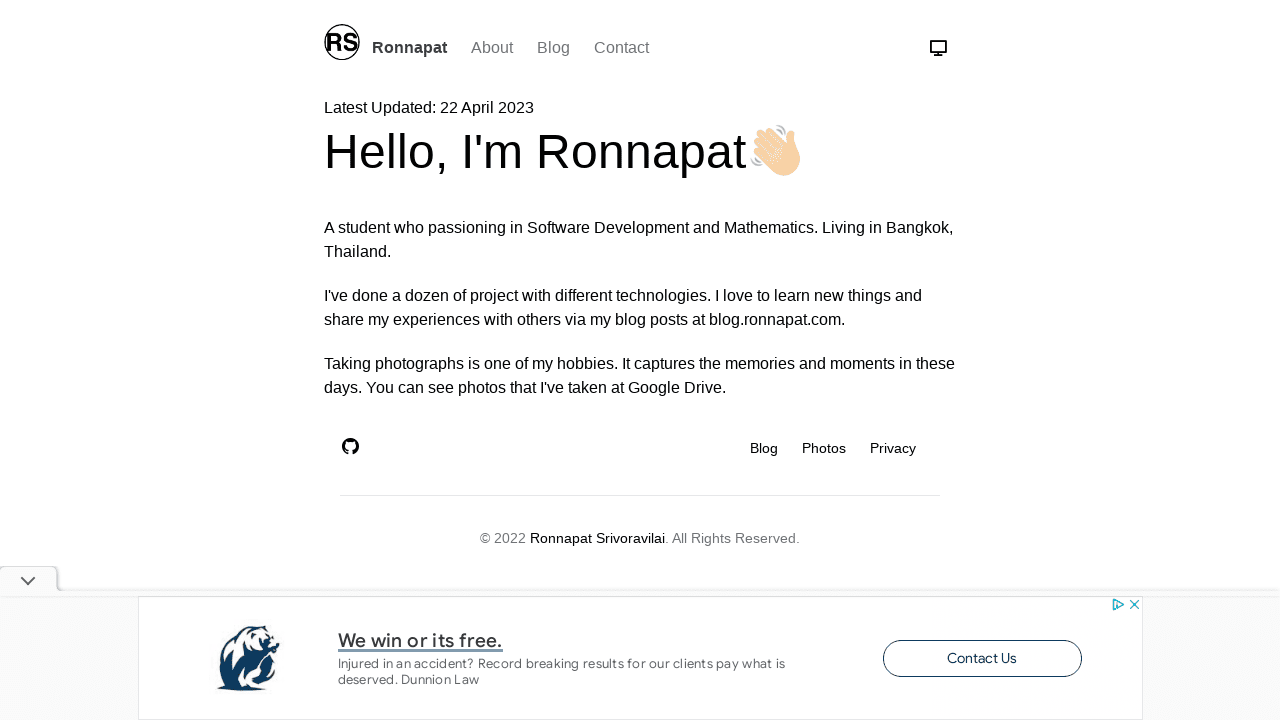 RS Ronnapat About Blog Contact
Latest Updated: 22 April 2023
Hello, I'm Ronnapat
A student who passioning in Software Development and Mathematics. Living in Bangkok,
Thailand.
I've done a dozen of project with different technologies. I love to learn new things and
share my experiences with others via my blog posts at blog.ronnapat.com.
Taking photographs is one of my hobbies. It captures the memories and moments in these
days. You can see photos that I've taken at Google Drive.
Blog Photos Privacy
© 2022 Ronnapat Srivoravilai. All Rights Reserved.
We win or its free.
Injured in an accident? Record breaking results for our clients pay what is
deserved. Dunnion Law
Contact Us